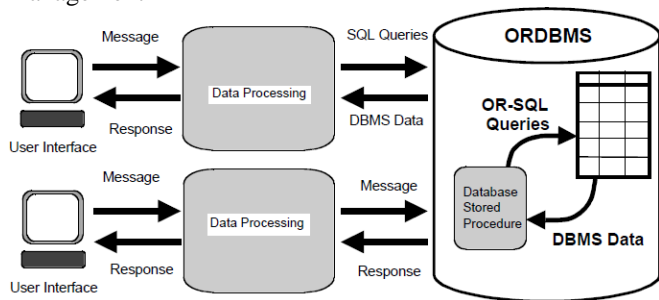 Message
SQL Queries
ORDBMS
Data Processing
OR-SQL
Queries
Response
DBMS Data
User Interface
Message
Message
Database
Stored
Procedure
Data Processing
DBMS Data
Response
Response
User Interface